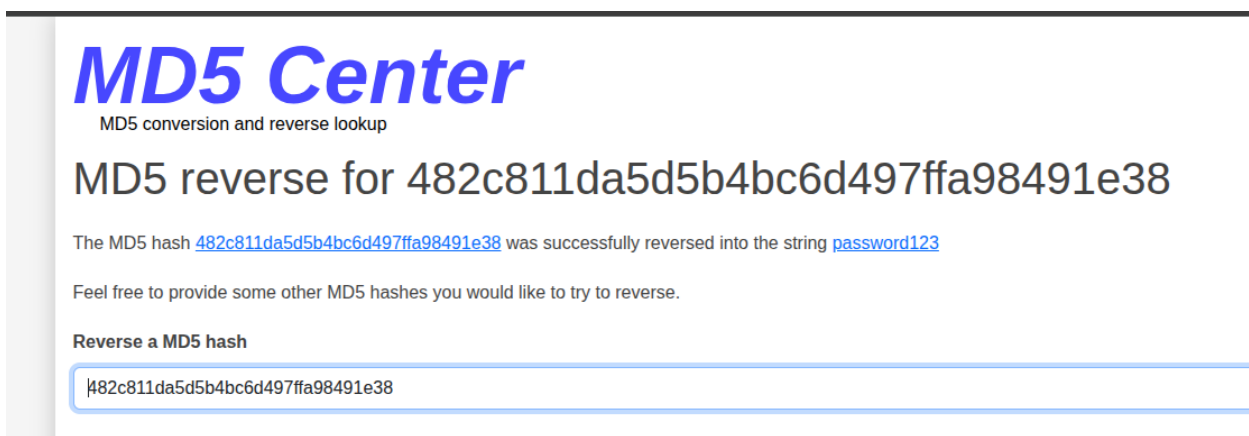 MD5 Center
MD5 conversion and reverse lookup
MD5 reverse for 482c811da5d5b4bc6d497ffa98491e38
The MD5 hash 482c811da5d5b4bc6d497ffa98491e38 was successfully reversed into the string password123
Feel free to provide some other MD5 hashes you would like to try to reverse.
Reverse a MD5 hash
482c811da5d5b4bc6d497ffa98491e38